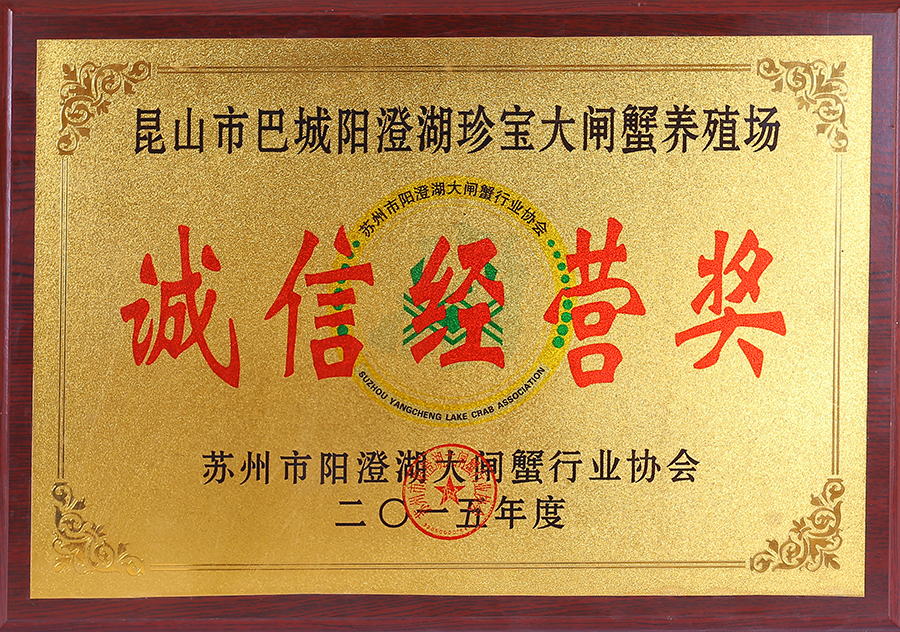 昆山市巴城阳澄湖珍宝大闸蟹养殖场
苏州市阳澄湖大闸蟹行业协会
诚信经营奖
SUZHOU YANGCHENG LAKE CRAB ASSOCIATION
苏州市阳澄湖大闸蟹行业协会
二〇一五年度